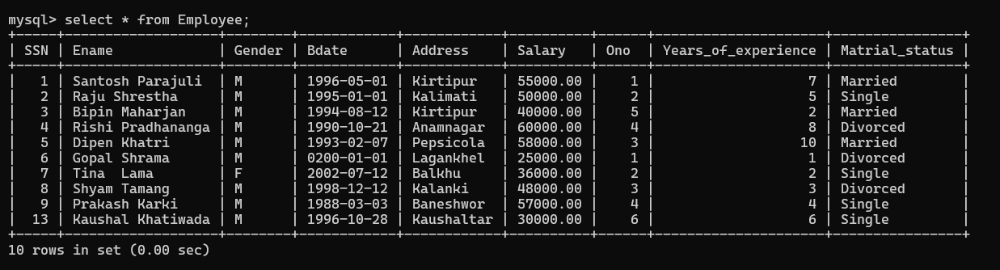 mysql> select * from Employee;
+-----+------------------+--------+------------+-----------+----------+------+---------------------+----------------+
| SSN | Ename            | Gender | Bdate      | Address   | Salary   | Ono  | Years_of_experience | Matrial_status |
+-----+------------------+--------+------------+-----------+----------+------+---------------------+----------------+
|   1 | Santosh Parajuli | M      | 1996-05-01 | Kirtipur  | 55000.00 |    1 |                   7 | Married        |
|   2 | Raju Shrestha    | M      | 1995-01-01 | Kalimati  | 50000.00 |    2 |                   5 | Single         |
|   3 | Bipin Maharjan   | M      | 1994-08-12 | Kirtipur  | 40000.00 |    5 |                   2 | Married        |
|   4 | Rishi Pradhananga | M      | 1990-10-21 | Anamnagar | 60000.00 |    4 |                   8 | Divorced       |
|   5 | Dipen Khatri     | M      | 1993-02-07 | Pepsicola | 58000.00 |    3 |                  10 | Married        |
|   6 | Gopal Shrama     | M      | 0200-01-01 | Lagankhel | 25000.00 |    1 |                   1 | Divorced       |
|   7 | Tina  Lama       | F      | 2002-07-12 | Balkhu    | 36000.00 |    2 |                   2 | Single         |
|   8 | Shyam Tamang     | M      | 1998-12-12 | Kalanki   | 48000.00 |    3 |                   3 | Divorced       |
|   9 | Prakash Karki    | M      | 1988-03-03 | Baneshwor | 57000.00 |    4 |                   4 | Single         |
|  13 | Kaushal Khatiwada | M      | 1996-10-28 | Kaushaltar | 30000.00 |    6 |                   6 | Single         |
+-----+------------------+--------+------------+-----------+----------+------+---------------------+----------------+
10 rows in set (0.00 sec)